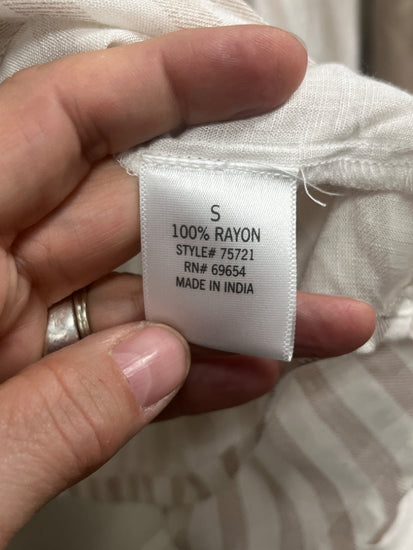 S
100% RAYON
STYLE# 75721
RN# 69654
MADE IN INDIA